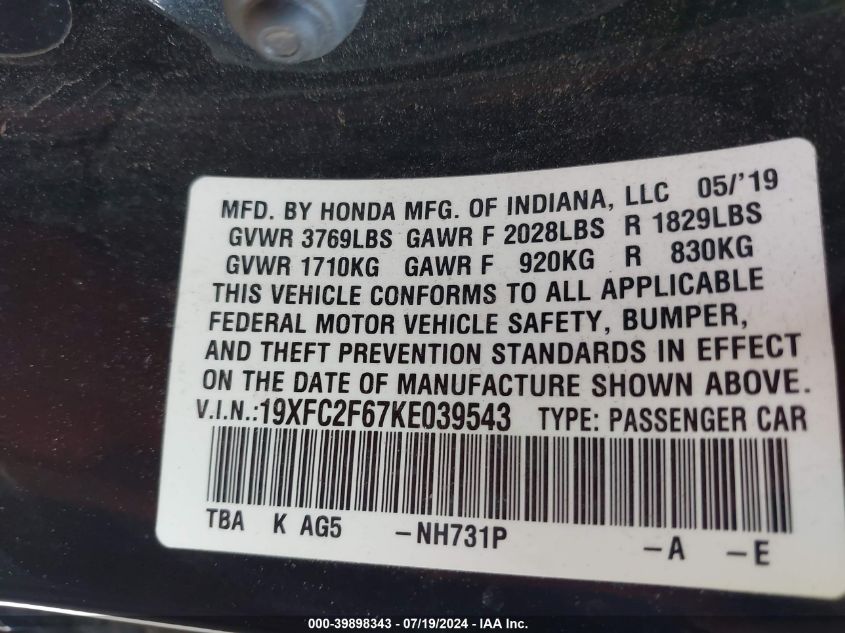 MFD. BY HONDA MFG. OF INDIANA, LLC 05/'19
GVWR 3769LBS GAWR F 2028LBS R 1829LBS
GVWR 1710KG GAWR F 920KG R 830KG
THIS VEHICLE CONFORMS TO ALL APPLICABLE
FEDERAL MOTOR VEHICLE SAFETY, BUMPER,
AND THEFT PREVENTION STANDARDS IN EFFECT
ON THE DATE OF MANUFACTURE SHOWN ABOVE.
V.I.N.:19XFC2F67KE039543 TYPE: PASSENGER CAR
TBA K AG5 -NH731P -A -E
000-39898343 - 07/19/2024 - IAA Inc.